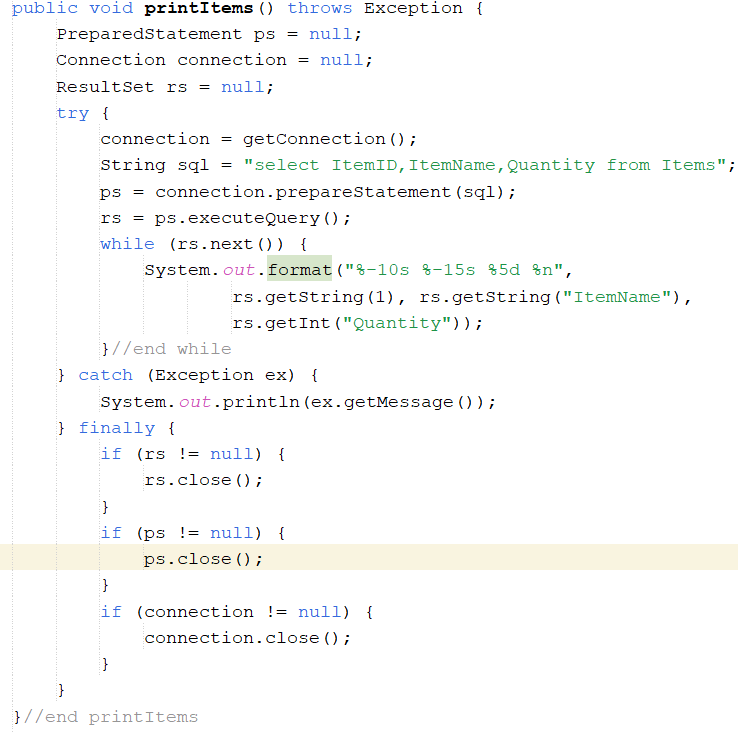 public void printItems() throws Exception {
    PreparedStatement ps = null;
    Connection connection = null;
    ResultSet rs = null;
    try {
        connection = getConnection();
        String sql = "select ItemID,ItemName,Quantity from Items";
        ps = connection.prepareStatement(sql);
        rs = ps.executeQuery();
        while (rs.next()) {
            System.out.format("%-10s %-15s %5d %n",
                    rs.getString(1), rs.getString("ItemName"),
                    rs.getInt("Quantity"));
        }//end while
    } catch (Exception ex) {
        System.out.println(ex.getMessage());
    } finally {
        if (rs != null) {
            rs.close();
        }
        if (ps != null) {
            ps.close();
        }
        if (connection != null) {
            connection.close();
        }
    }
}//end printItems